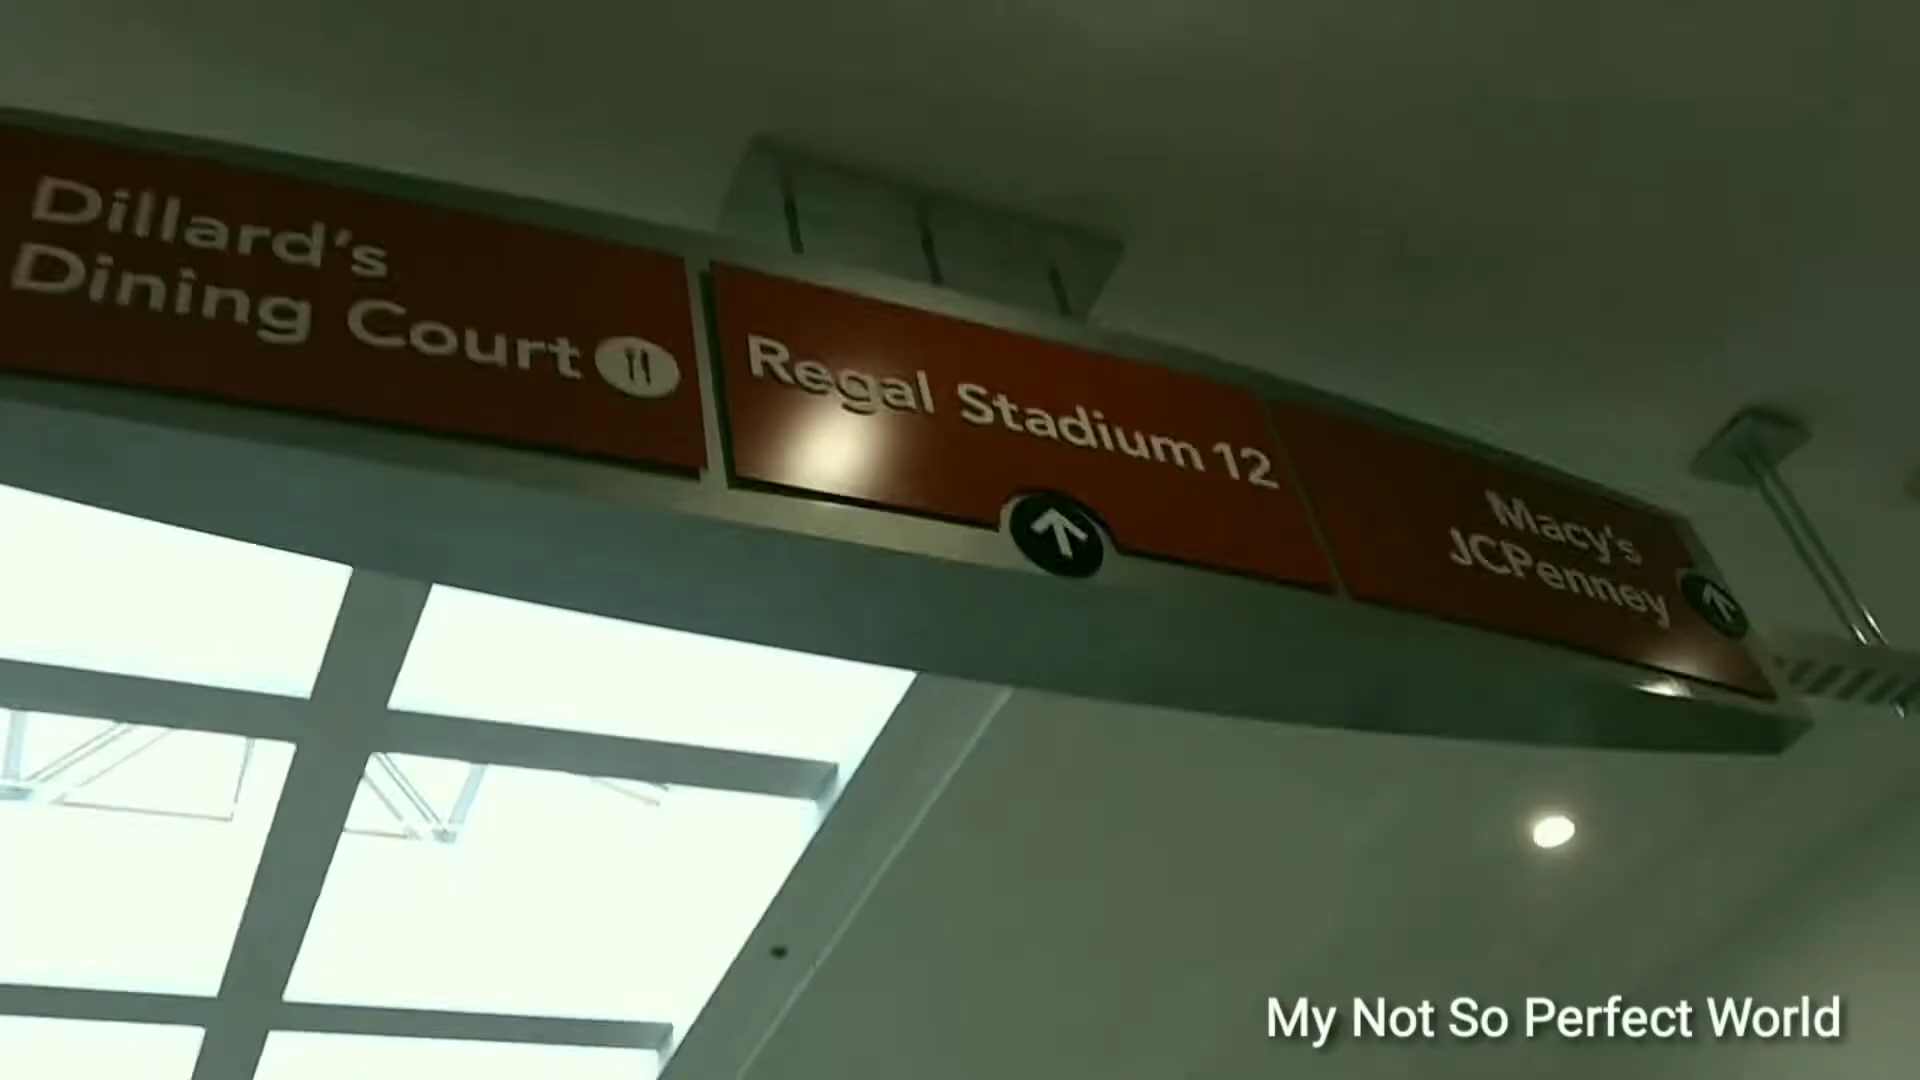 Dillard's
Dining Court
Regal Stadium 12
Macy's
JCPenney
My Not So Perfect World